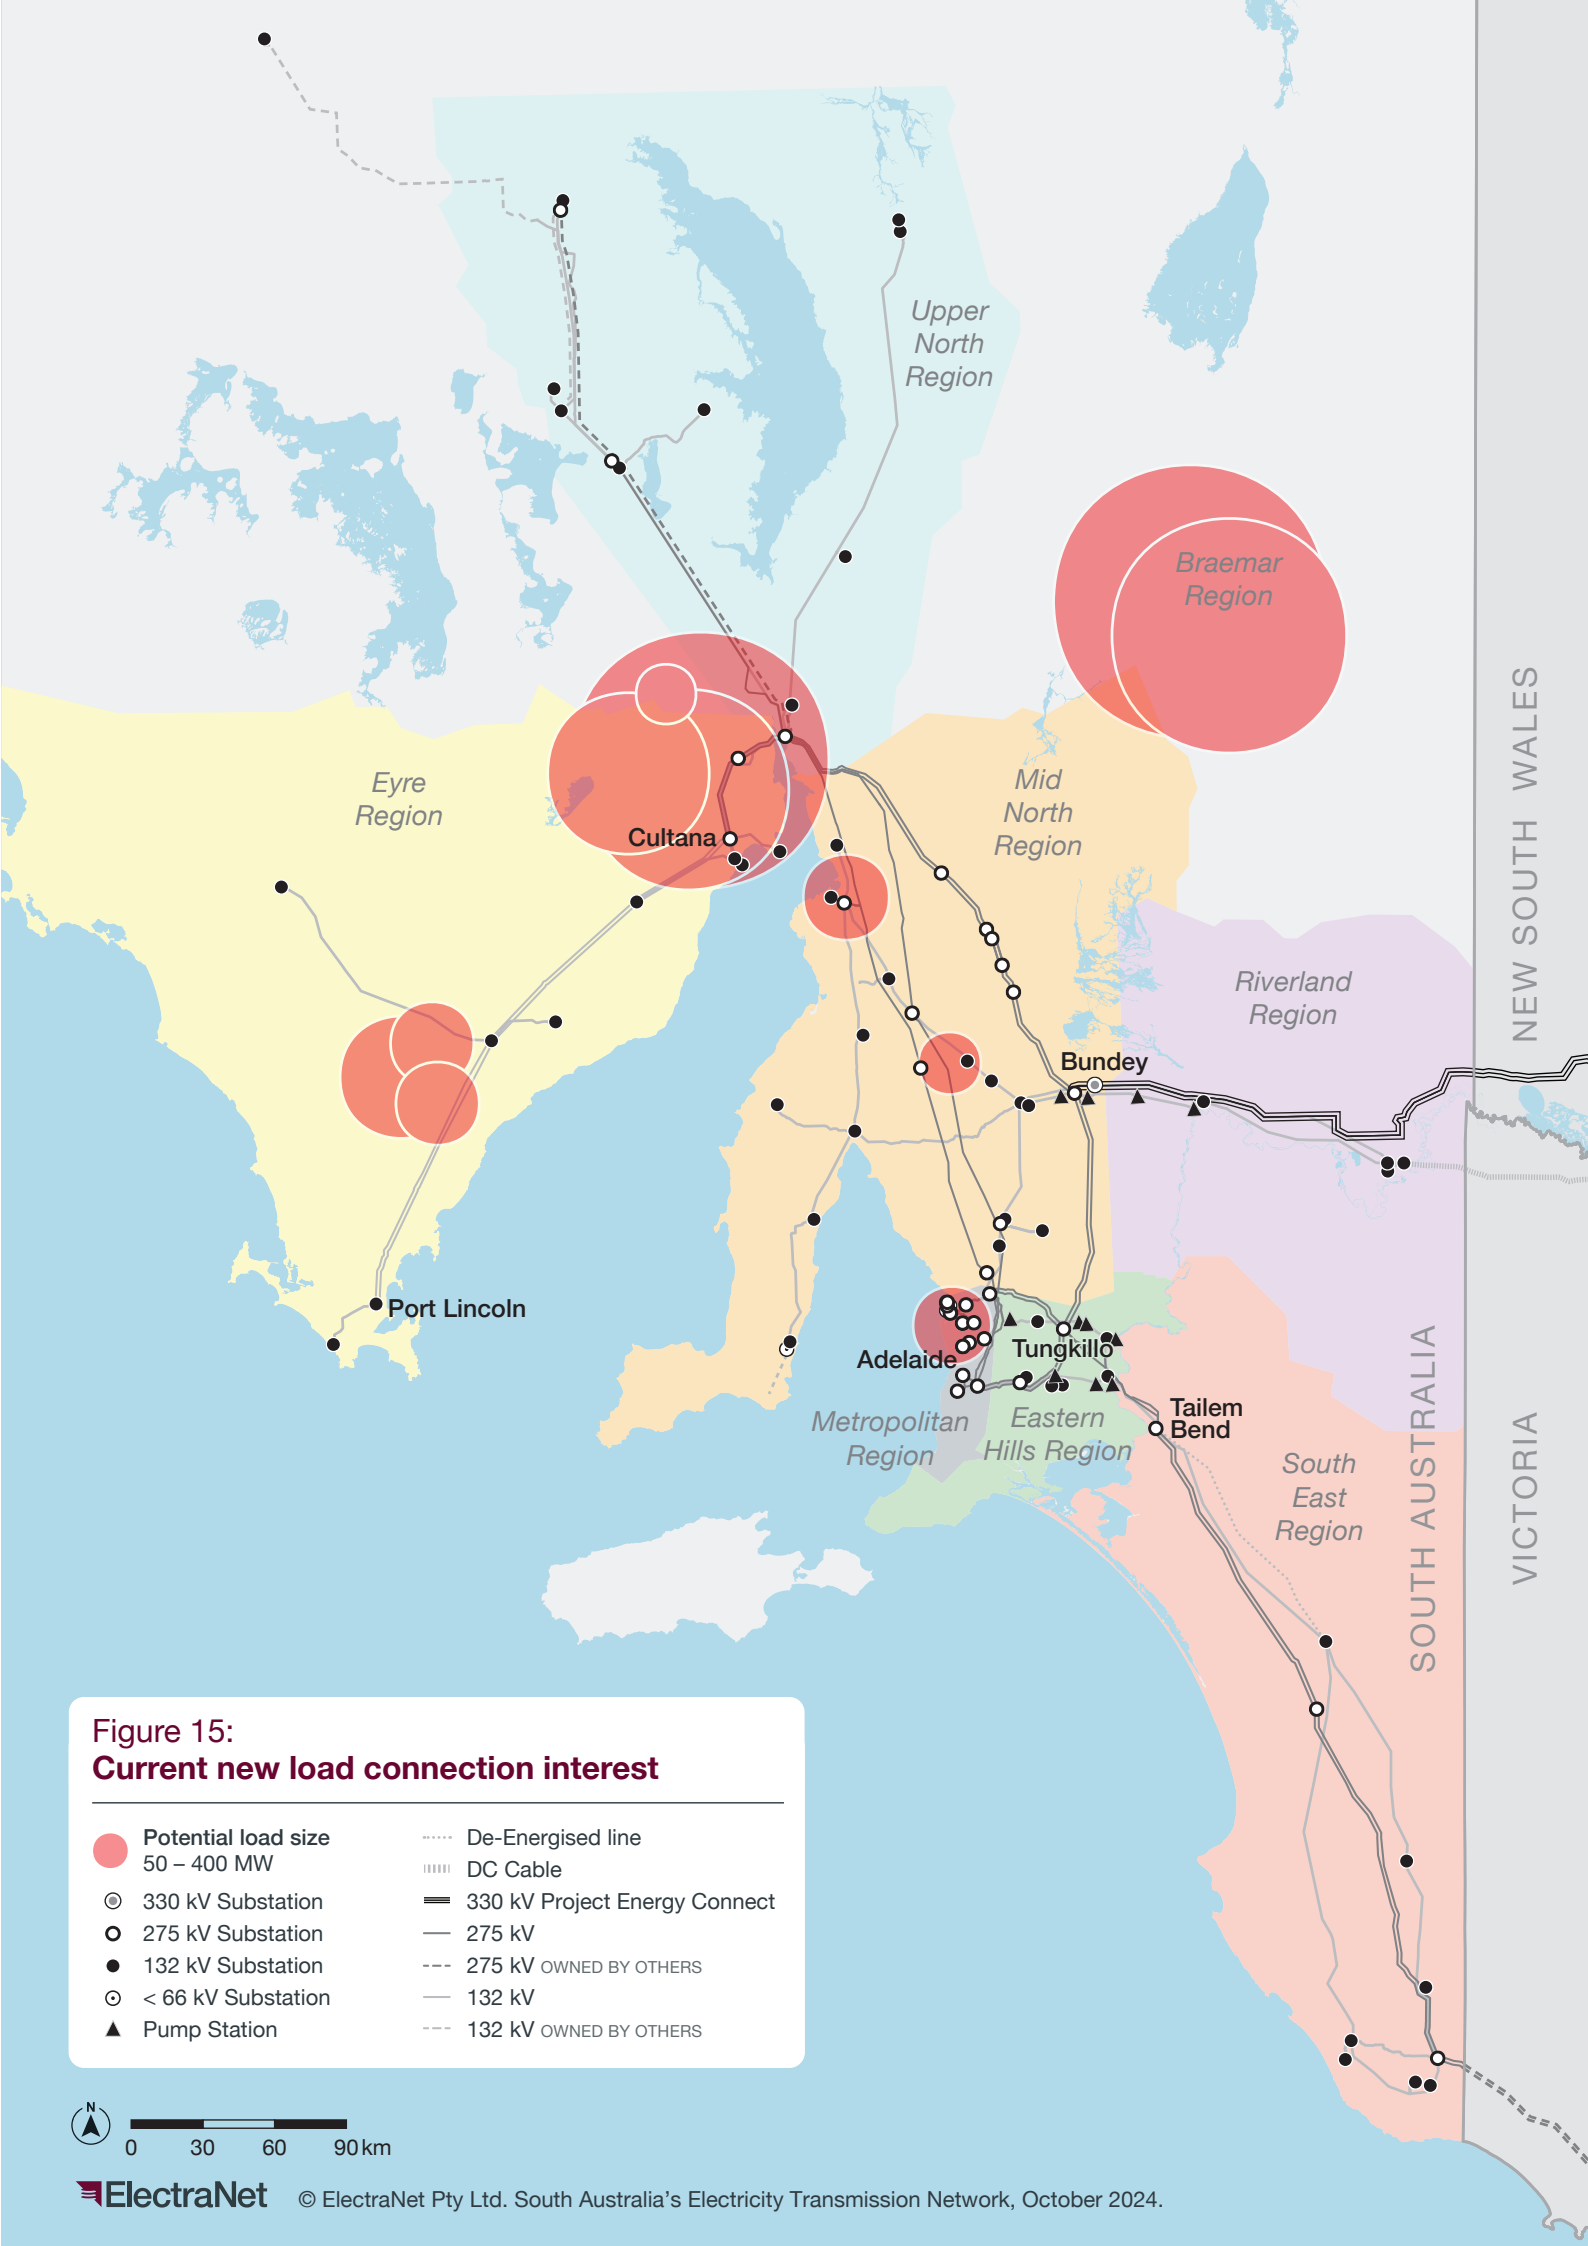 Upper
North
Region
Braemar
Region
NEW SOUTH WALES
Eyre
Region
Mid
North
Region
Cultana
Riverland
Region
Bundey
Port Lincoln
Adelaide
Tungkillo
Metropolitan
Region
Eastern
Hills Region
Tailem
Bend
South
East
Region
SOUTH AUSTRALIA
VICTORIA
Figure 15:
Current new load connection interest
Potential load size
50 – 400 MW
330 kV Substation
275 kV Substation
132 kV Substation
< 66 kV Substation
Pump Station
De-Energised line
DC Cable
330 kV Project Energy Connect
275 kV
275 kV OWNED BY OTHERS
132 kV
132 kV OWNED BY OTHERS
N
0 30 60 90 km
ElectraNet
© ElectraNet Pty Ltd. South Australia’s Electricity Transmission Network, October 2024.